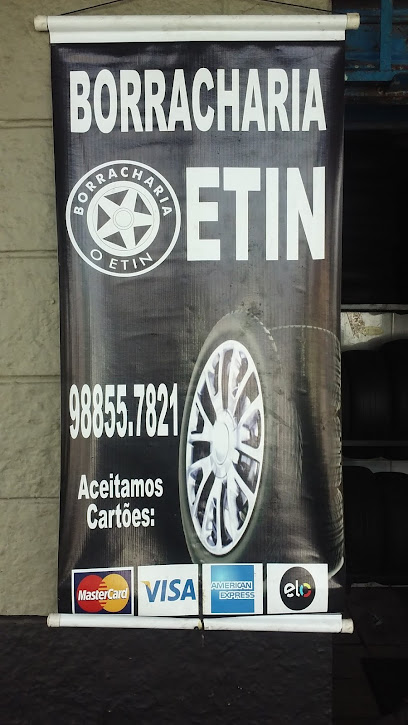 BORRACHARIA
BORRACHARIA
O ETIN
ETIN
98855.7821
Aceitamos
Cartões:
MasterCard
VISA
AMERICAN
EXPRESS
elo